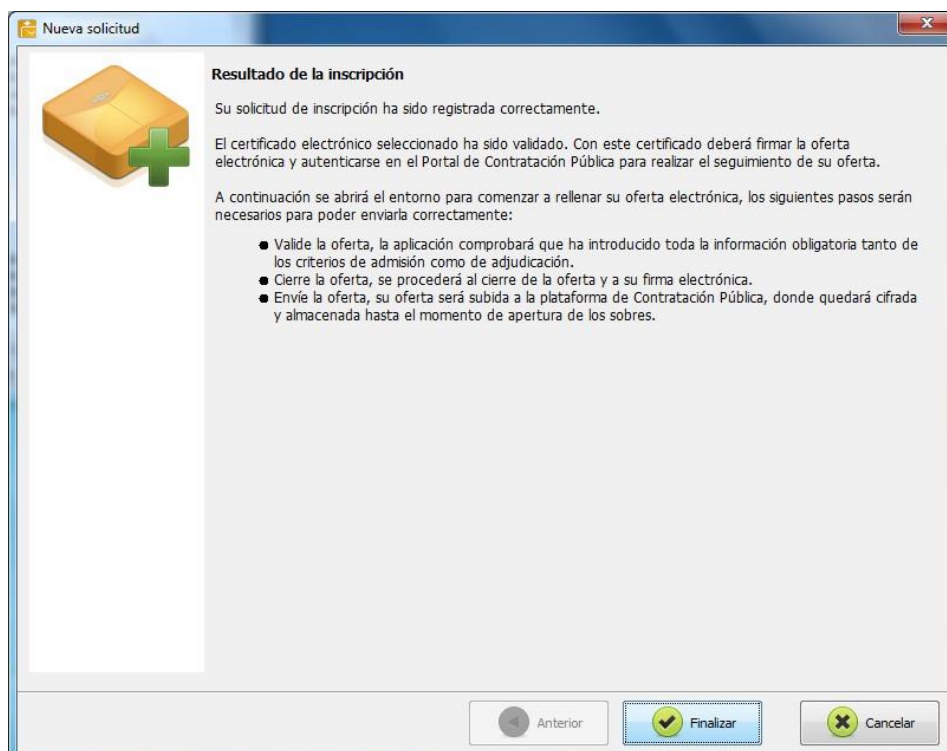 Nueva solicitud
Resultado de la inscripción
Su solicitud de inscripción ha sido registrada correctamente.
El certificado electrónico seleccionado ha sido validado. Con este certificado deberá firmar la oferta
electrónica y autenticarse en el Portal de Contratación Pública para realizar el seguimiento de su oferta.
A continuación se abrirá el entorno para comenzar a rellenar su oferta electrónica, los siguientes pasos serán
necesarios para poder enviarla correctamente:
● Valide la oferta, la aplicación comprobará que ha introducido toda la información obligatoria tanto de
los criterios de admisión como de adjudicación.
● Cierre la oferta, se procederá al cierre de la oferta y a su firma electrónica.
● Envíe la oferta, su oferta será subida a la plataforma de Contratación Pública, donde quedará cifrada
y almacenada hasta el momento de apertura de los sobres.
Anterior
Finalizar
Cancelar